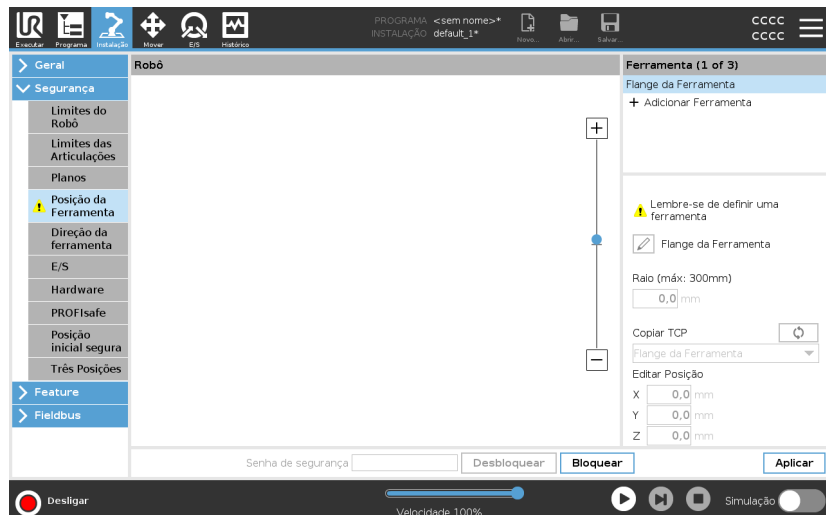 PROGRAMA <sem nome>*
INSTALAÇÃO default_1*
cccc
cccc
Executar Programa Instalação Mover E/S Histórico Novo... Abrir... Salvar...
Geral
Segurança
Limites do
Robô
Limites das
Articulações
Planos
Posição da
Ferramenta
Direção da
ferramenta
E/S
Hardware
PROFIsafe
Posição
inicial segura
Três Posições
Feature
Fieldbus
Robô
Ferramenta (1 of 3)
Flange da Ferramenta
+ Adicionar Ferramenta
Lembre-se de definir uma
ferramenta
Flange da Ferramenta
Raio (máx: 300mm)
0,0 mm
Copiar TCP
Flange da Ferramenta
Editar Posição
X 0,0 mm
Y 0,0 mm
Z 0,0 mm
Senha de segurança Desbloquear Bloquear Aplicar
Desligar
Velocidade 100%
Simulação